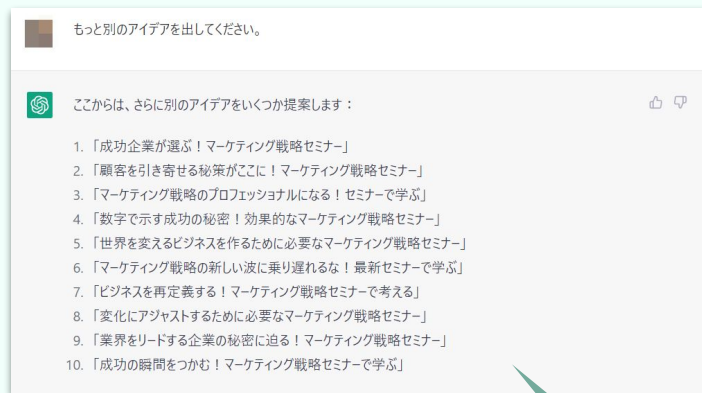 もっと別のアイデアを出してください。
ここからは、さらに別のアイデアをいくつか提案します：
1. 「成功企業が選ぶ！マーケティング戦略セミナー」
2. 「顧客を引き寄せる秘策がここに！マーケティング戦略セミナー」
3. 「マーケティング戦略のプロフェッショナルになる！セミナーで学ぶ」
4. 「数字で示す成功の秘密！効果的なマーケティング戦略セミナー」
5. 「世界を変えるビジネスを作るために必要なマーケティング戦略セミナー」
6. 「マーケティング戦略の新しい波に乗り遅れるな！最新セミナーで学ぶ」
7. 「ビジネスを再定義する！マーケティング戦略セミナーで考える」
8. 「変化にアジャストするために必要なマーケティング戦略セミナー」
9. 「業界をリードする企業の秘密に迫る！マーケティング戦略セミナー」
10. 「成功の瞬間をつかむ！マーケティング戦略セミナーで学ぶ」